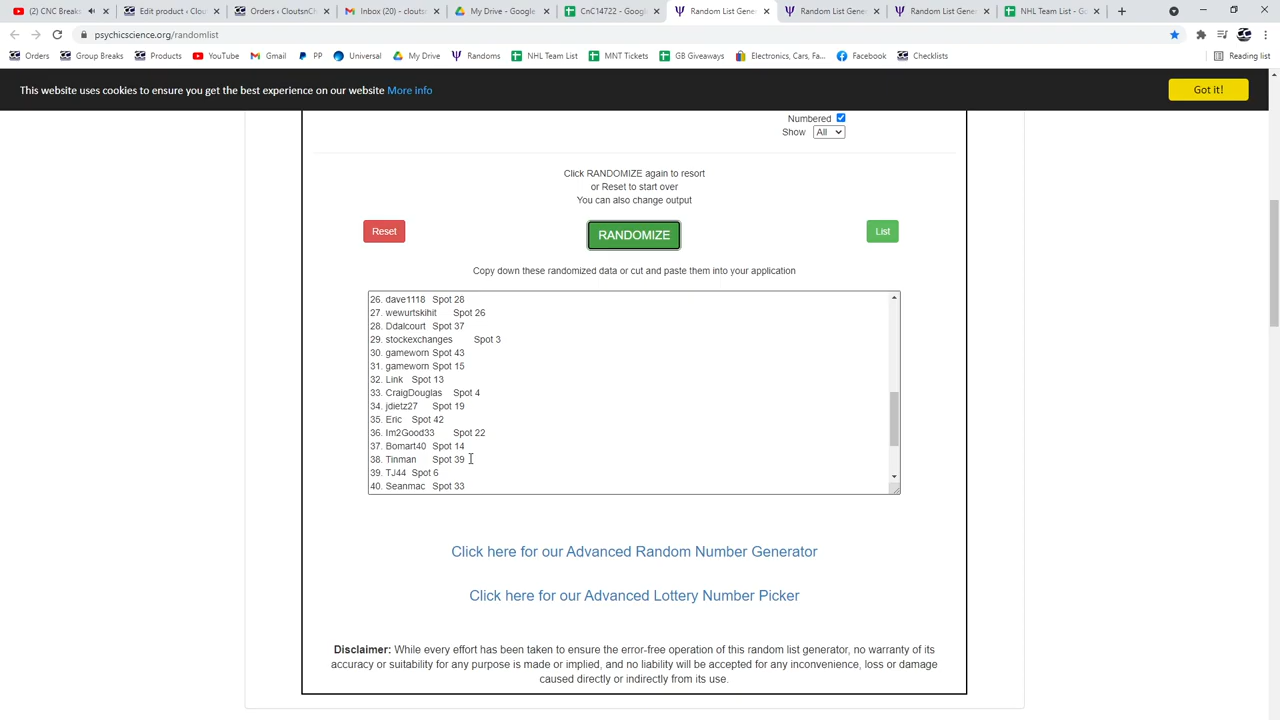 (2) CNC Break
Edit product ‹ Clou
Orders ‹ CloutsnC
Inbox (20) - clouts
My Drive - Google
CnC14722 - Googl
Random List Gene
Random List Gene
Random List Gene
NHL Team List - Go
psychicscience.org/randomlist
Orders
Group Breaks
Products
YouTube
Gmail
PP
Universal
My Drive
Randoms
NHL Team List
MNT Tickets
GB Giveaways
Electronics, Cars, Fa...
Facebook
Checklists
Reading list
This website uses cookies to ensure you get the best experience on our website More info
Got it!
Numbered
Show All
Click RANDOMIZE again to resort
or Reset to start over
You can also change output
Reset
RANDOMIZE
List
Copy down these randomized data or cut and paste them into your application
26. dave1118 Spot 28
27. wewurtskihit Spot 26
28. Ddalcourt Spot 37
29. stockexchanges Spot 3
30. gameworn Spot 43
31. gameworn Spot 15
32. Link Spot 13
33. CraigDouglas Spot 4
34. jdietz27 Spot 19
35. Eric Spot 42
36. Im2Good33 Spot 22
37. Bomart40 Spot 14
38. Tinman Spot 39
39. TJ44 Spot 6
40. Seanmac Spot 33
Click here for our Advanced Random Number Generator
Click here for our Advanced Lottery Number Picker
Disclaimer: While every effort has been taken to ensure the error-free operation of this random list generator, no warranty of its
accuracy or suitability for any purpose is made or implied, and no liability will be accepted for any inconvenience, loss or damage
caused directly or indirectly from its use.